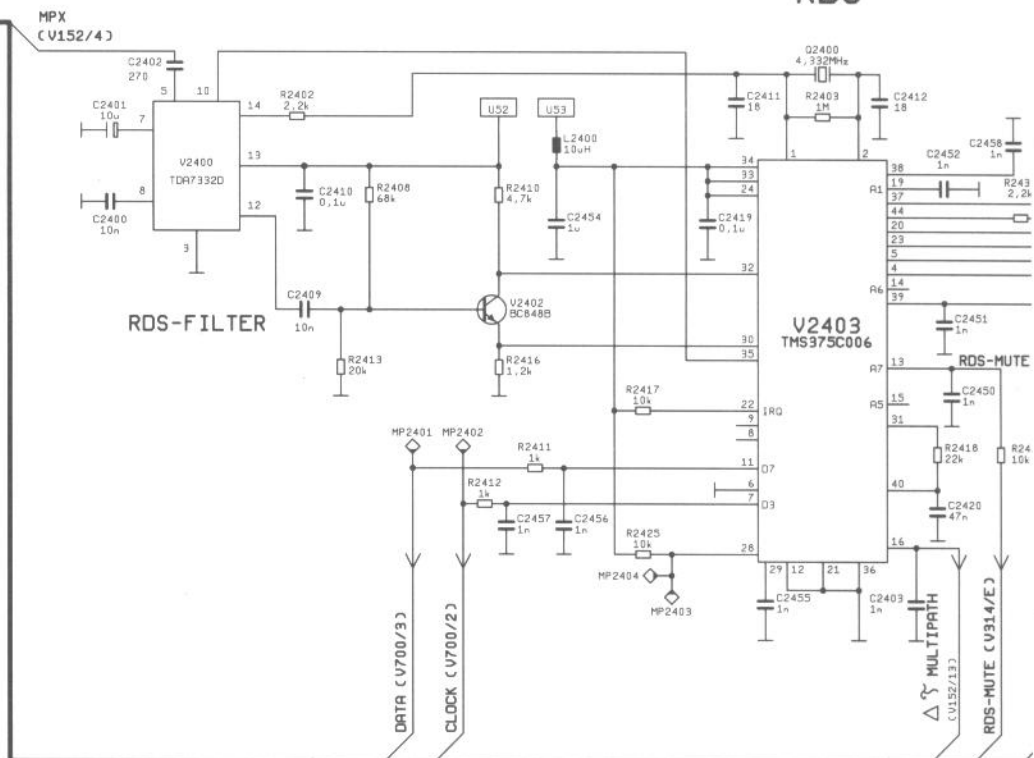 MPX
(V152/4)
C2402
270
5
10
C2401
10u
7
14
R2402
2,2k
V2400
TDA7332D
13
8
C2400
10n
12
3
C2410
0,1u
R2408
68k
U52
U53
L2400
10uH
R2410
4,7k
C2454
1u
C2419
0,1u
C2411
18
Q2400
4,332MHz
R2403
1M
C2412
18
1
2
34
33
24
32
30
35
V2403
TMS375C006
38
A1
19
37
44
20
23
5
4
14
A6
39
C2452
1n
C2458
1n
2,2k
C2451
1n
RDS-MUTE
A7
13
C2450
1n
A5
15
31
R2418
22k
10k
40
C2420
47n
16
C2409
10n
RDS-FILTER
V2402
BC848B
R2413
20k
R2416
1,2k
R2417
10k
22
IRQ
9
8
MP2401
MP2402
R2411
1k
11
D7
6
R2412
1k
7
D3
C2457
1n
C2456
1n
R2425
10k
28
MP2404
MP2403
29
12
21
36
C2455
1n
C2403
1n
DATA (V700/3)
CLOCK (V700/2)
MULTIPATH
(V152/13)
RDS-MUTE (V314/E)